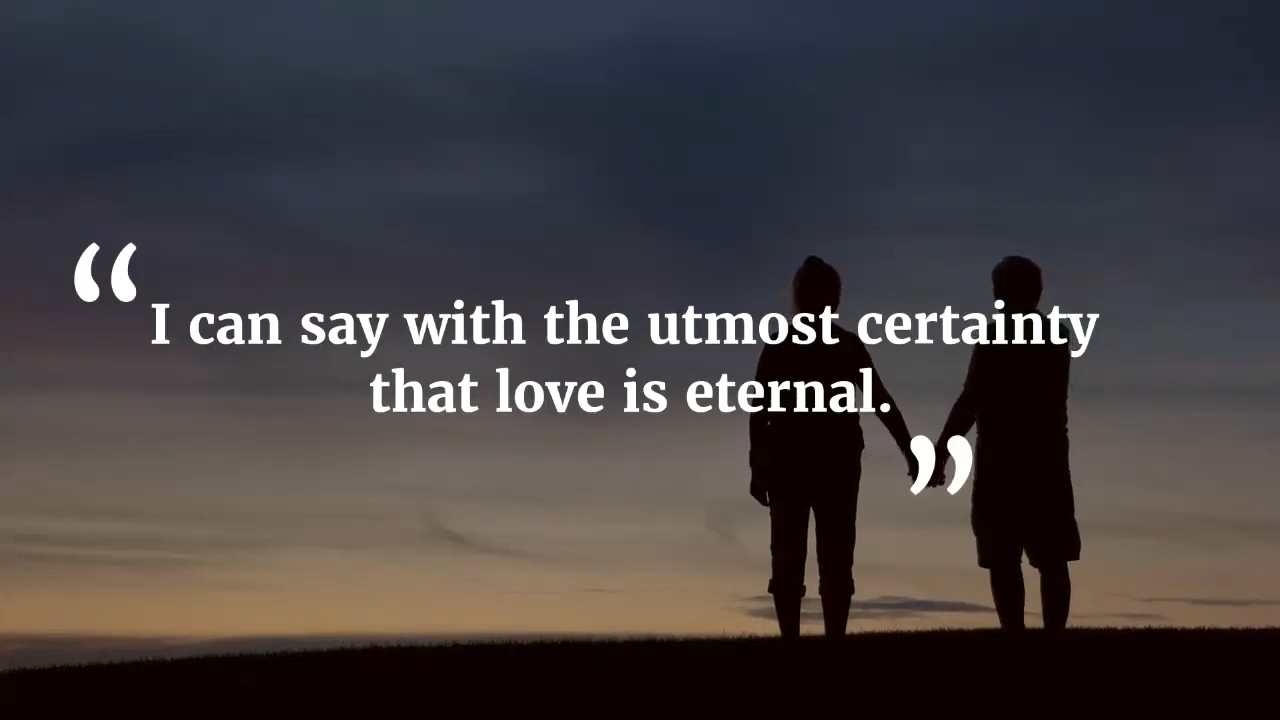 “I can say with the utmost certainty
that love is eternal.”